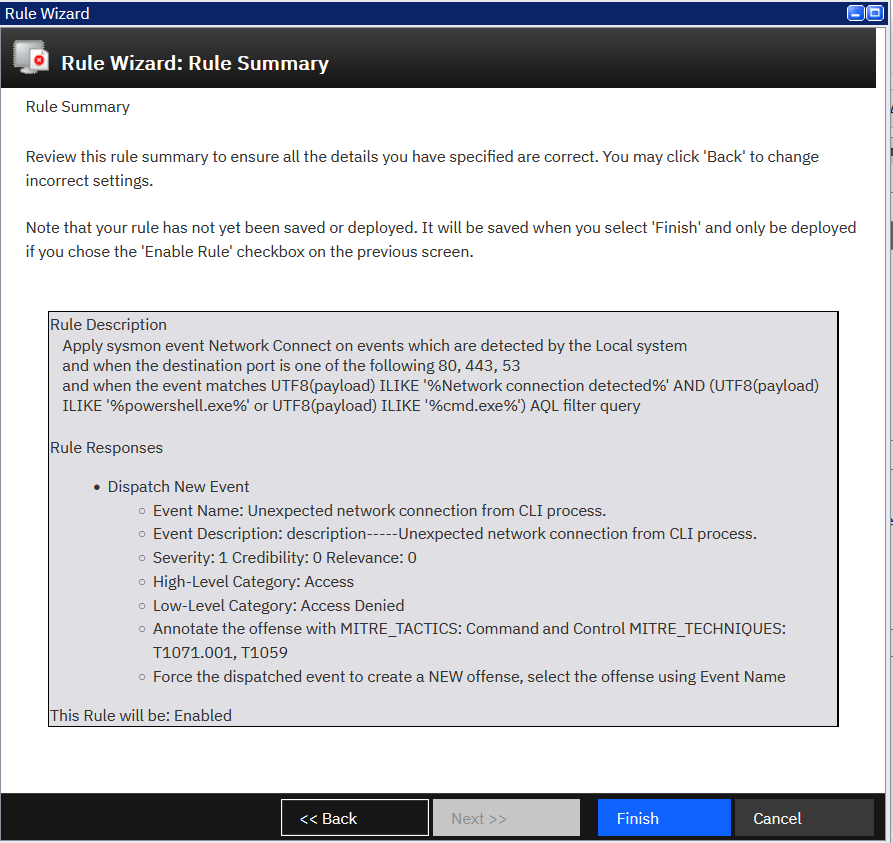 Rule Wizard
Rule Wizard: Rule Summary
Rule Summary
Review this rule summary to ensure all the details you have specified are correct. You may click 'Back' to change
incorrect settings.
Note that your rule has not yet been saved or deployed. It will be saved when you select 'Finish' and only be deployed
if you chose the 'Enable Rule' checkbox on the previous screen.
Rule Description
Apply sysmon event Network Connect on events which are detected by the Local system
and when the destination port is one of the following 80, 443, 53
and when the event matches UTF8(payload) ILIKE '%Network connection detected%' AND (UTF8(payload)
ILIKE '%powershell.exe%' or UTF8(payload) ILIKE '%cmd.exe%') AQL filter query
Rule Responses
• Dispatch New Event
○ Event Name: Unexpected network connection from CLI process.
○ Event Description: description-----Unexpected network connection from CLI process.
○ Severity: 1 Credibility: 0 Relevance: 0
○ High-Level Category: Access
○ Low-Level Category: Access Denied
○ Annotate the offense with MITRE_TACTICS: Command and Control MITRE_TECHNIQUES:
T1071.001, T1059
○ Force the dispatched event to create a NEW offense, select the offense using Event Name
This Rule will be: Enabled
<< Back
Next >>
Finish
Cancel